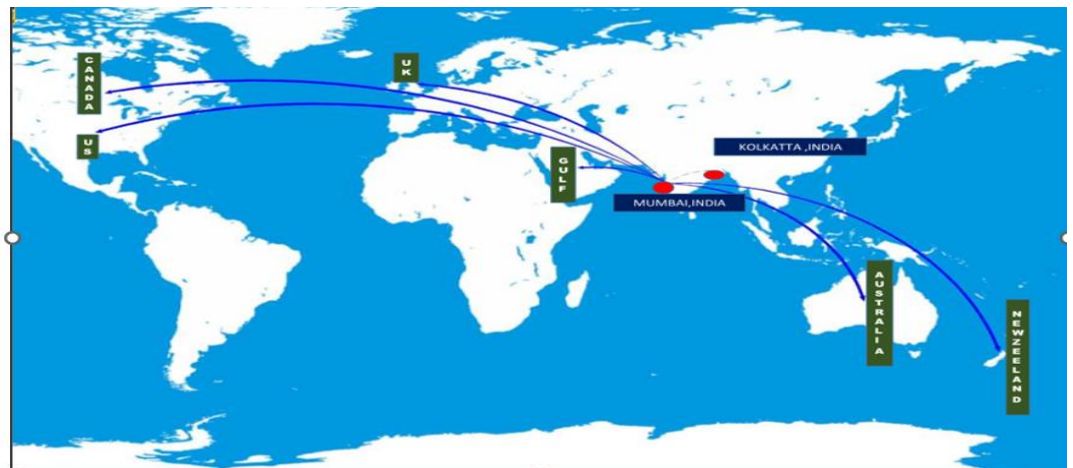 CANADA
UK
US
GULF
KOLKATTA ,INDIA
MUMBAI,INDIA
AUSTRALIA
NEWZEELAND